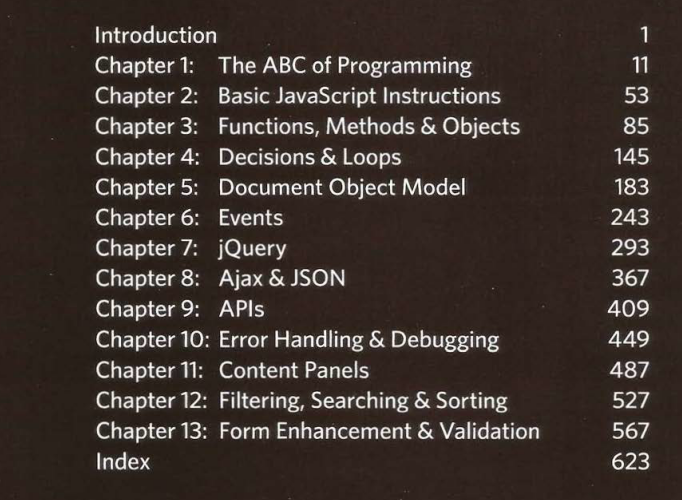 Introduction 1
Chapter 1: The ABC of Programming 11
Chapter 2: Basic JavaScript Instructions 53
Chapter 3: Functions, Methods & Objects 85
Chapter 4: Decisions & Loops 145
Chapter 5: Document Object Model 183
Chapter 6: Events 243
Chapter 7: jQuery 293
Chapter 8: Ajax & JSON 367
Chapter 9: APIs 409
Chapter 10: Error Handling & Debugging 449
Chapter 11: Content Panels 487
Chapter 12: Filtering, Searching & Sorting 527
Chapter 13: Form Enhancement & Validation 567
Index 623